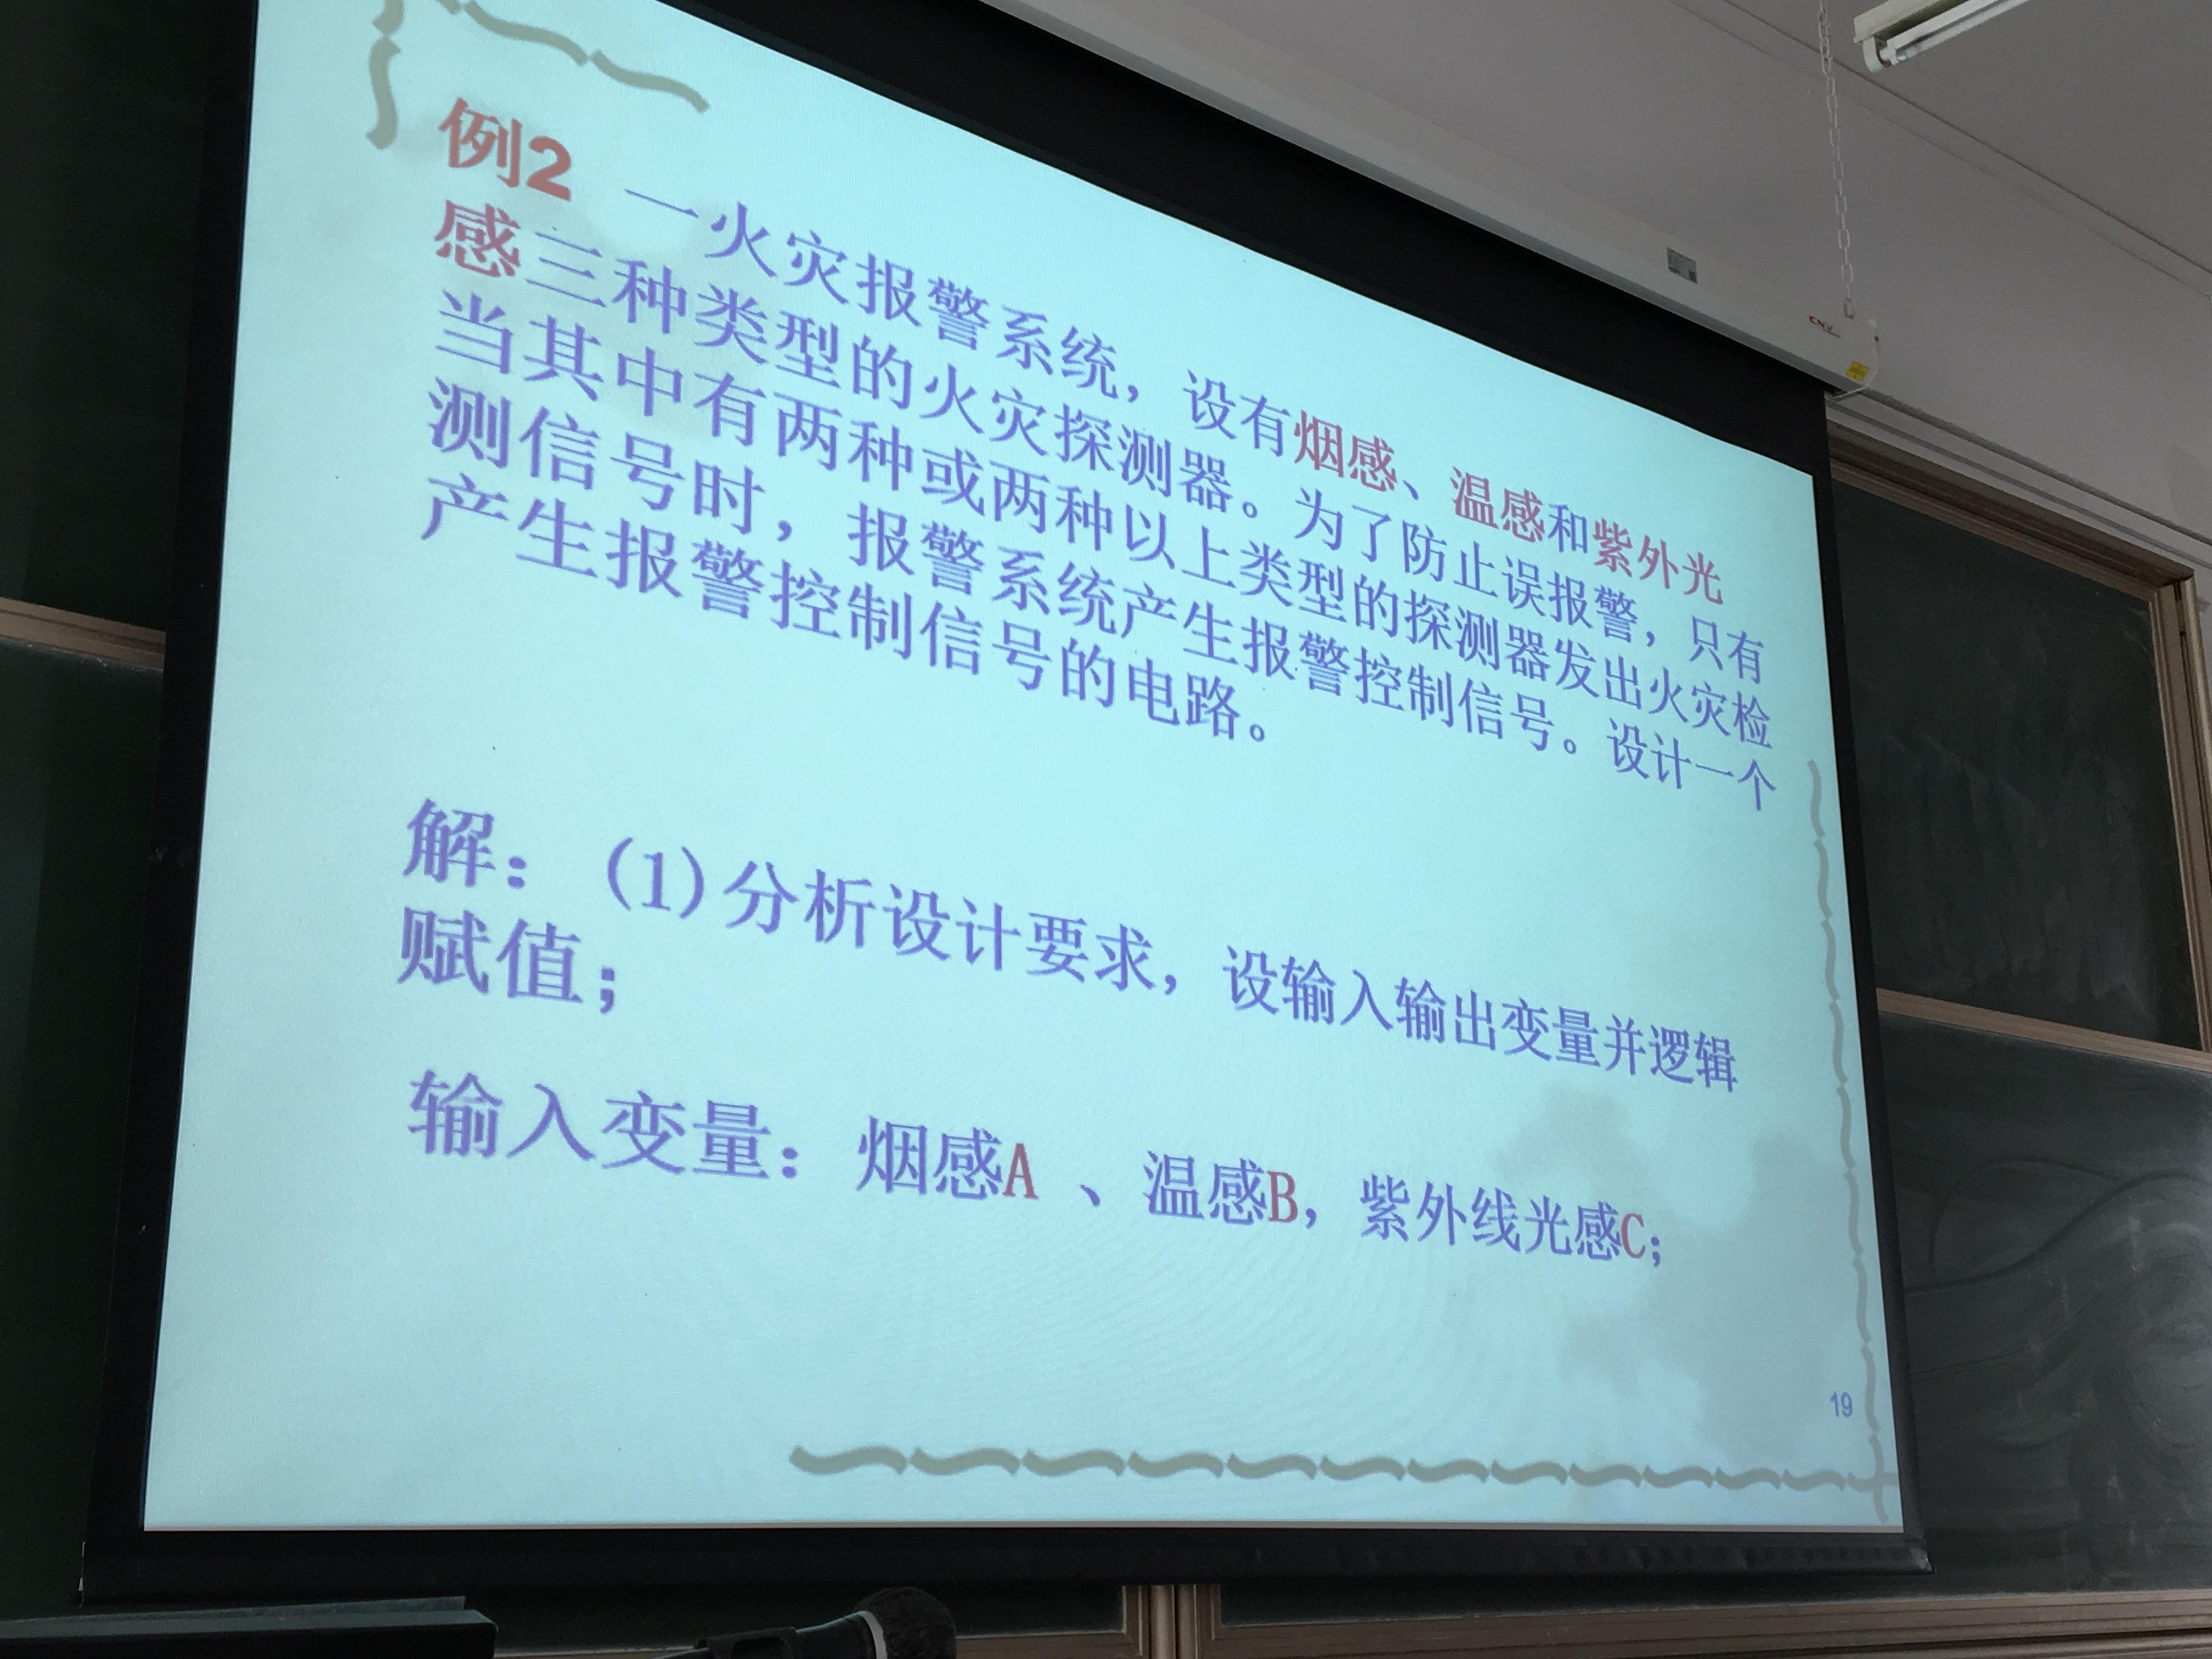 例2 一火灾报警系统，设有烟感、温感和紫外光
感三种类型的火灾探测器。为了防止误报警，只有
当其中有两种或两种以上类型的探测器发出火灾检
测信号时，报警系统产生报警控制信号。设计一个
产生报警控制信号的电路。
解：(1)分析设计要求，设输入输出变量并逻辑
赋值；
输入变量：烟感A 、温感B，紫外线光感C；
19
CNV